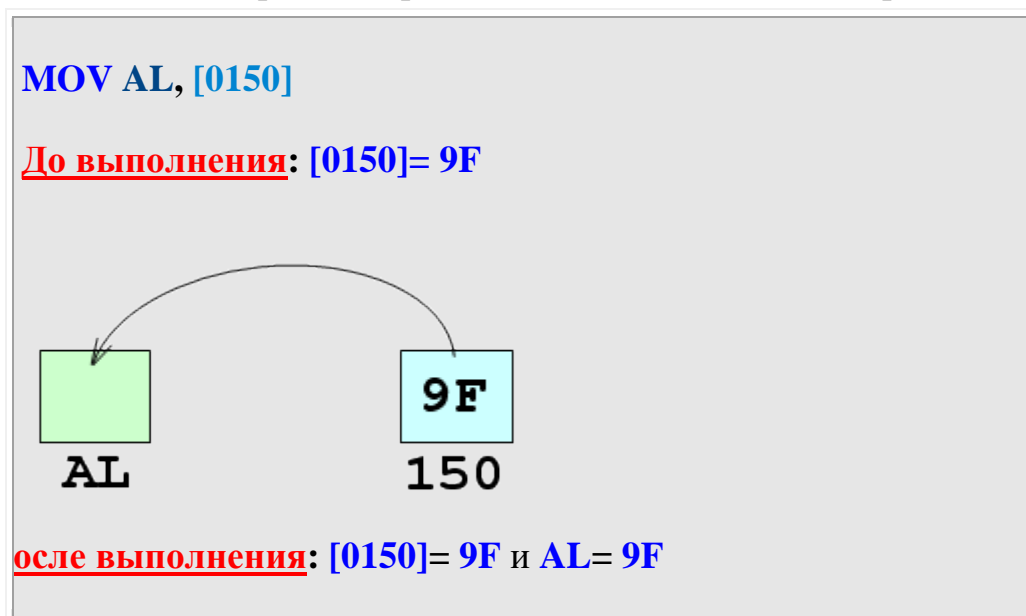 MOV AL, [0150]
До выполнения: [0150]= 9F
9F
AL 150
осле выполнения: [0150]= 9F и AL= 9F